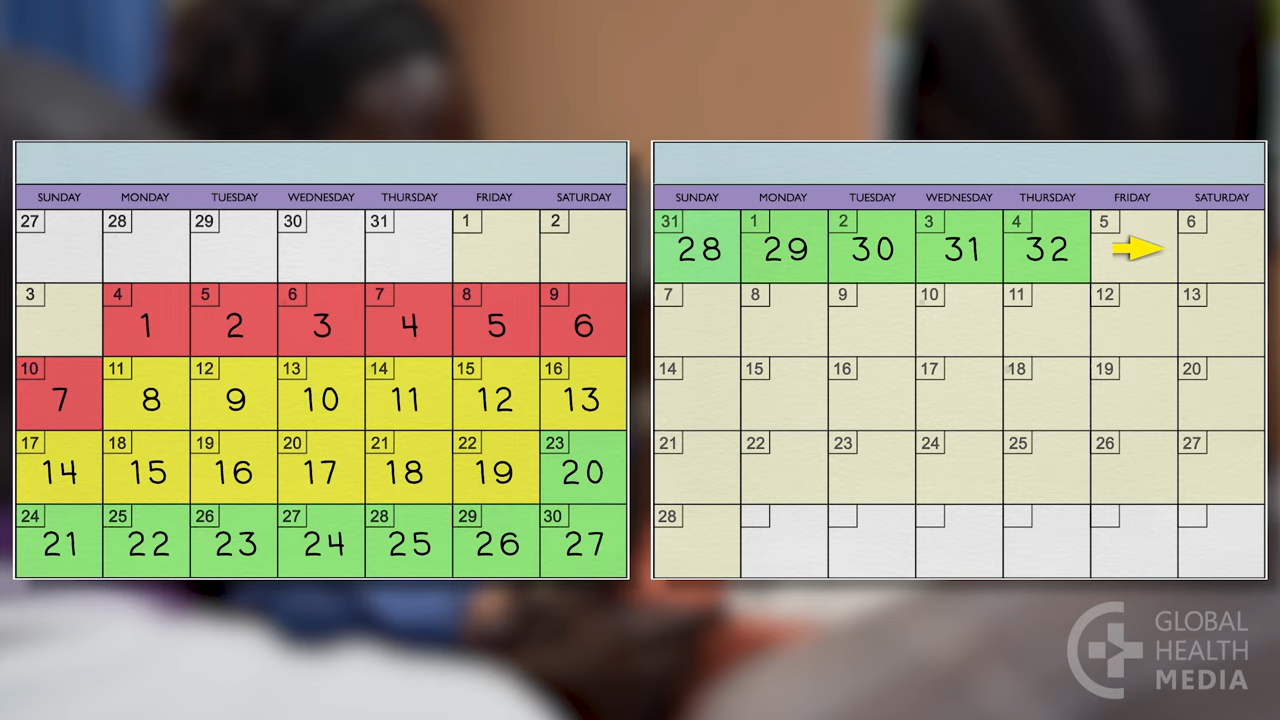 SUNDAY MONDAY TUESDAY WEDNESDAY THURSDAY FRIDAY SATURDAY
27 28 29 30 31 1 2
3 4 5 6 7 8 9
1 2 3 4 5 6
10 11 12 13 14 15 16
7 8 9 10 11 12 13
17 18 19 20 21 22 23
14 15 16 17 18 19 20
24 25 26 27 28 29 30
21 22 23 24 25 26 27
SUNDAY MONDAY TUESDAY WEDNESDAY THURSDAY FRIDAY SATURDAY
31 1 2 3 4 5 6
28 29 30 31 32
7 8 9 10 11 12 13
14 15 16 17 18 19 20
21 22 23 24 25 26 27
28
GLOBAL
HEALTH
MEDIA